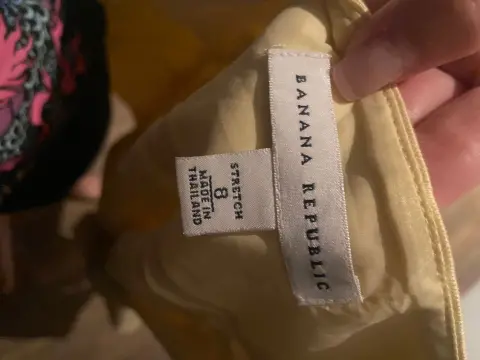 BANANA REPUBLIC
STRETCH
8
MADE IN
THAILAND